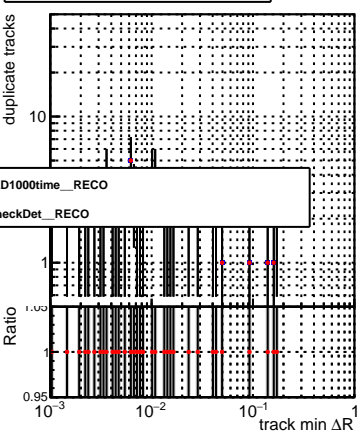 duplicate tracks
10
D1000time__RECO
neckDet__RECO
1
Ratio
1.05
1
0.95
10⁻³
10⁻²
10⁻¹
1
track min ΔR